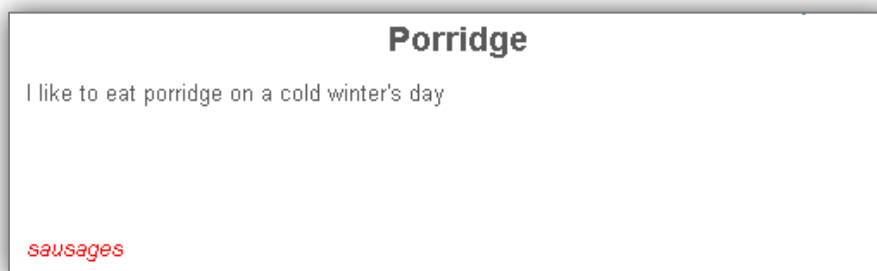 Porridge
I like to eat porridge on a cold winter's day
sausages